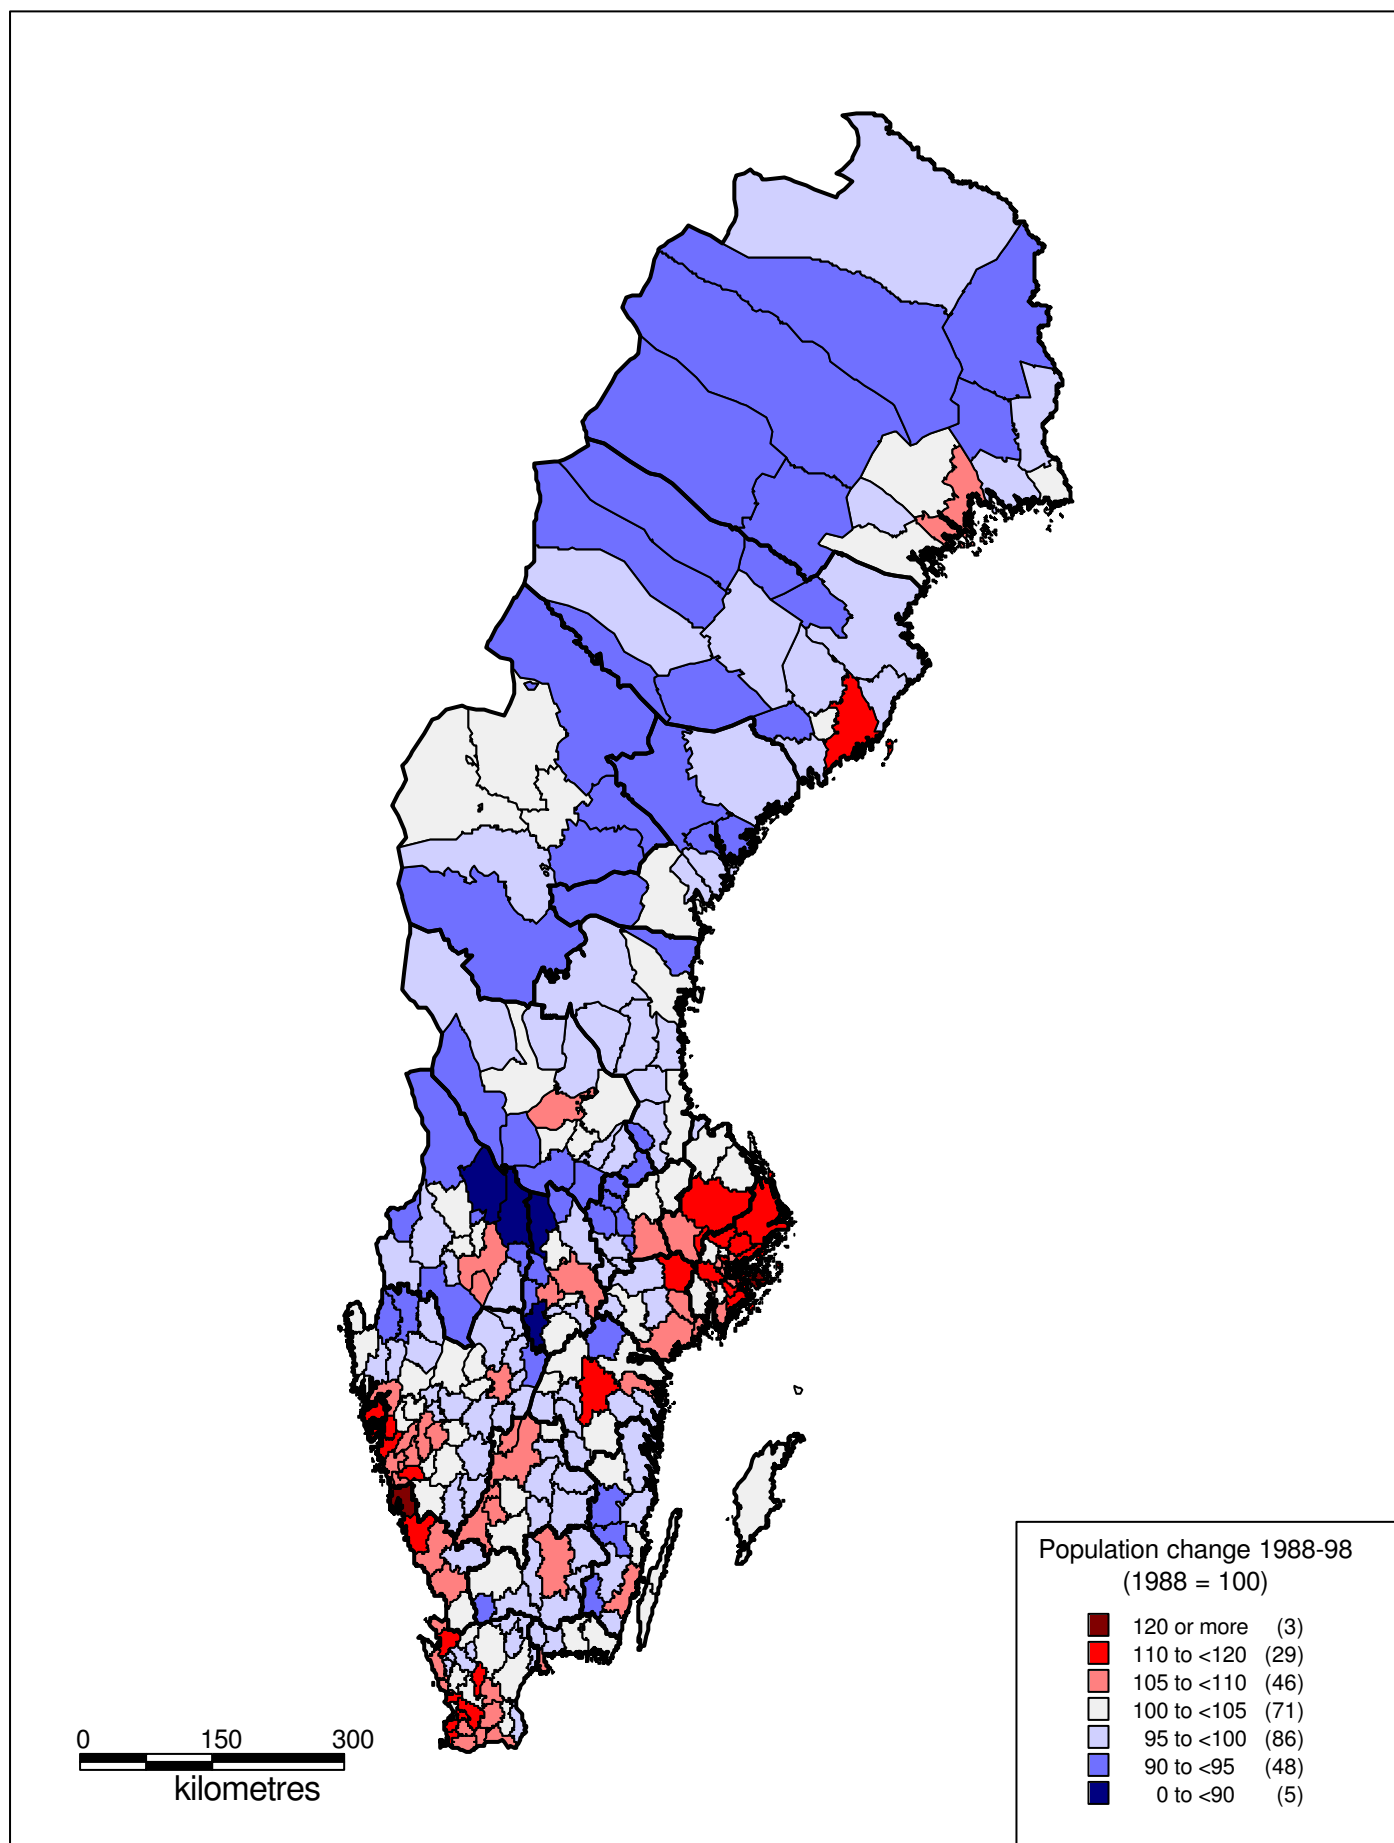 Population change 1988-98
(1988 = 100)
120 or more (3)
110 to <120 (29)
105 to <110 (46)
100 to <105 (71)
95 to <100 (86)
90 to <95 (48)
0 to <90 (5)
0 150 300
kilometres